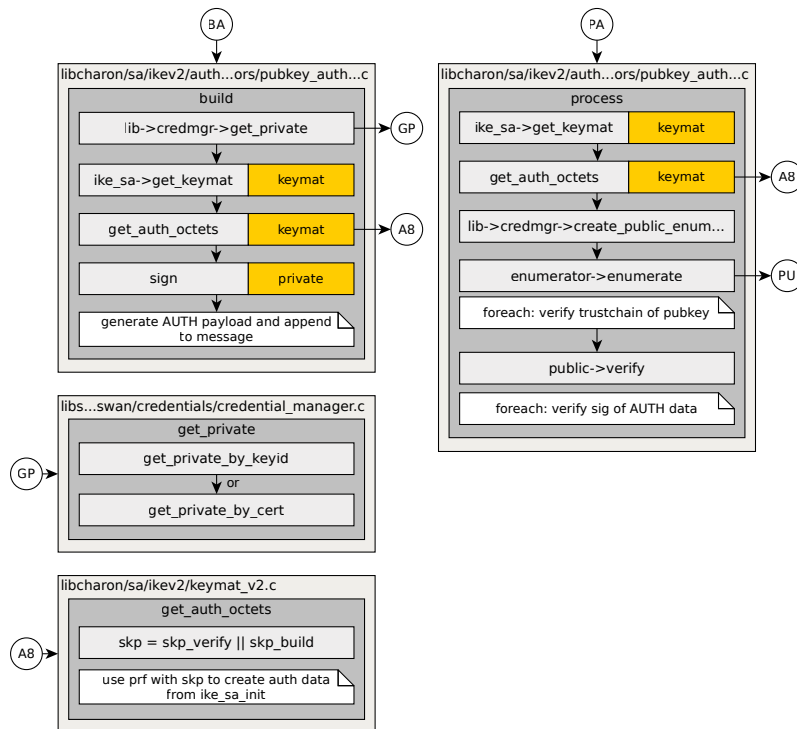 BA
libcharon/sa/ikev2/auth...ors/pubkey_auth...c
build
lib->credmgr->get_private
GP
ike_sa->get_keymat
keymat
get_auth_octets
keymat
A8
sign
private
generate AUTH payload and append
to message
PA
libcharon/sa/ikev2/auth...ors/pubkey_auth...c
process
ike_sa->get_keymat
keymat
get_auth_octets
keymat
A8
lib->credmgr->create_public_enum...
enumerator->enumerate
PU
foreach: verify trustchain of pubkey
public->verify
foreach: verify sig of AUTH data
libs...swan/credentials/credential_manager.c
get_private
GP
get_private_by_keyid
or
get_private_by_cert
libcharon/sa/ikev2/keymat_v2.c
get_auth_octets
A8
skp = skp_verify || skp_build
use prf with skp to create auth data
from ike_sa_init